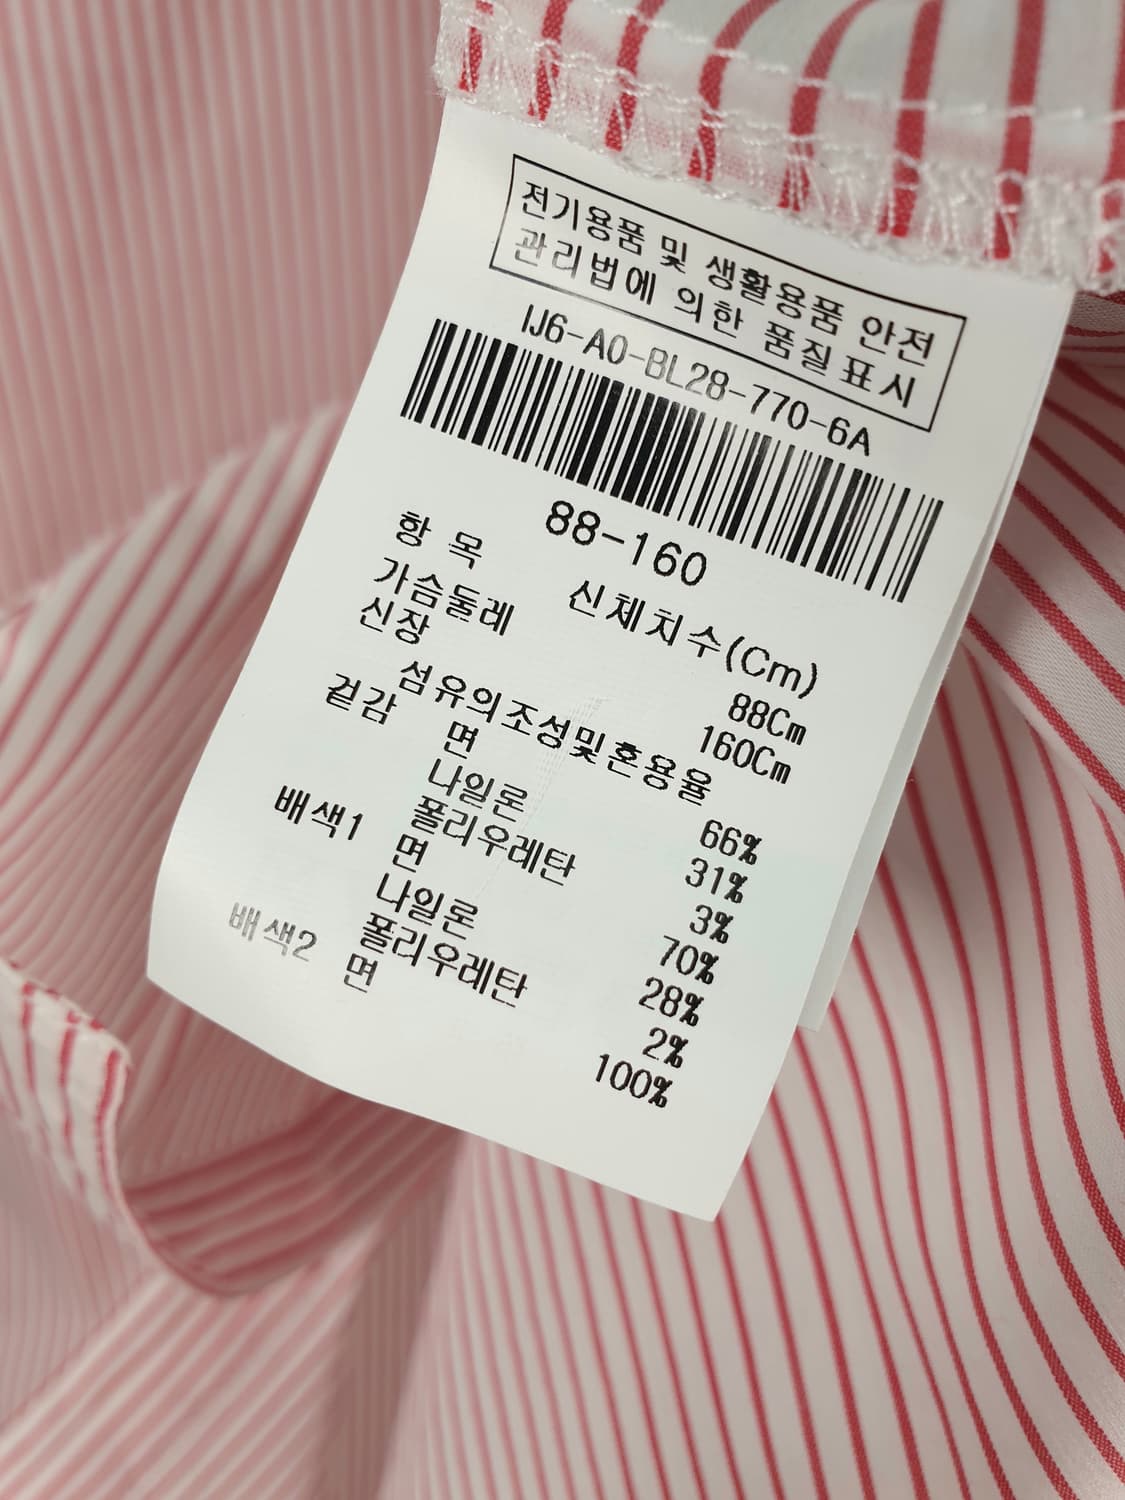 전기용품 및 생활용품 안전
관리법에 의한 품질표시
IJ6-A0-BL28-770-6A
88-160
항 목 신체치수(Cm)
가슴둘레 88Cm
신장 160Cm
섬유의조성및혼용율
겉감 면 66%
나일론 31%
폴리우레탄 3%
배색1 면 70%
나일론 28%
폴리우레탄 2%
배색2 면 100%